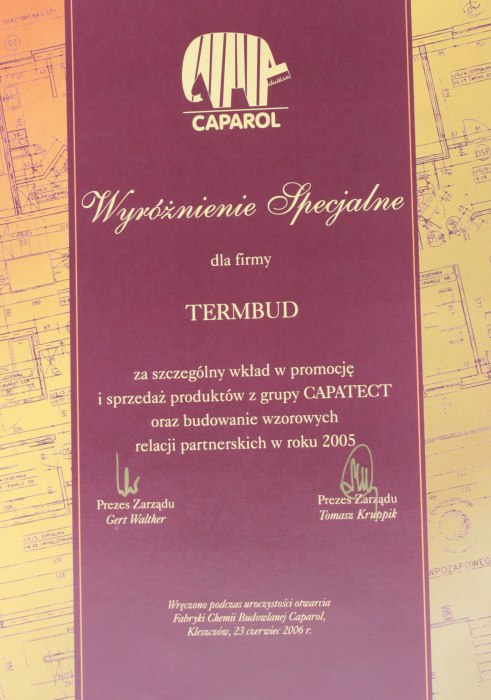 CAPAROL
Wyróżnienie Specjalne
dla firmy
TERMBUD
za szczególny wkład w promocję
i sprzedaż produktów z grupy CAPATECT
oraz budowanie wzorowych
relacji partnerskich w roku 2005
Prezes Zarządu
Gert Walther
Prezes Zarządu
Tomasz Kruppik
Wręczono podczas uroczystości otwarcia
Fabryki Chemii Budowlanej Caparol,
Kleszczów, 23 czerwiec 2006 r.